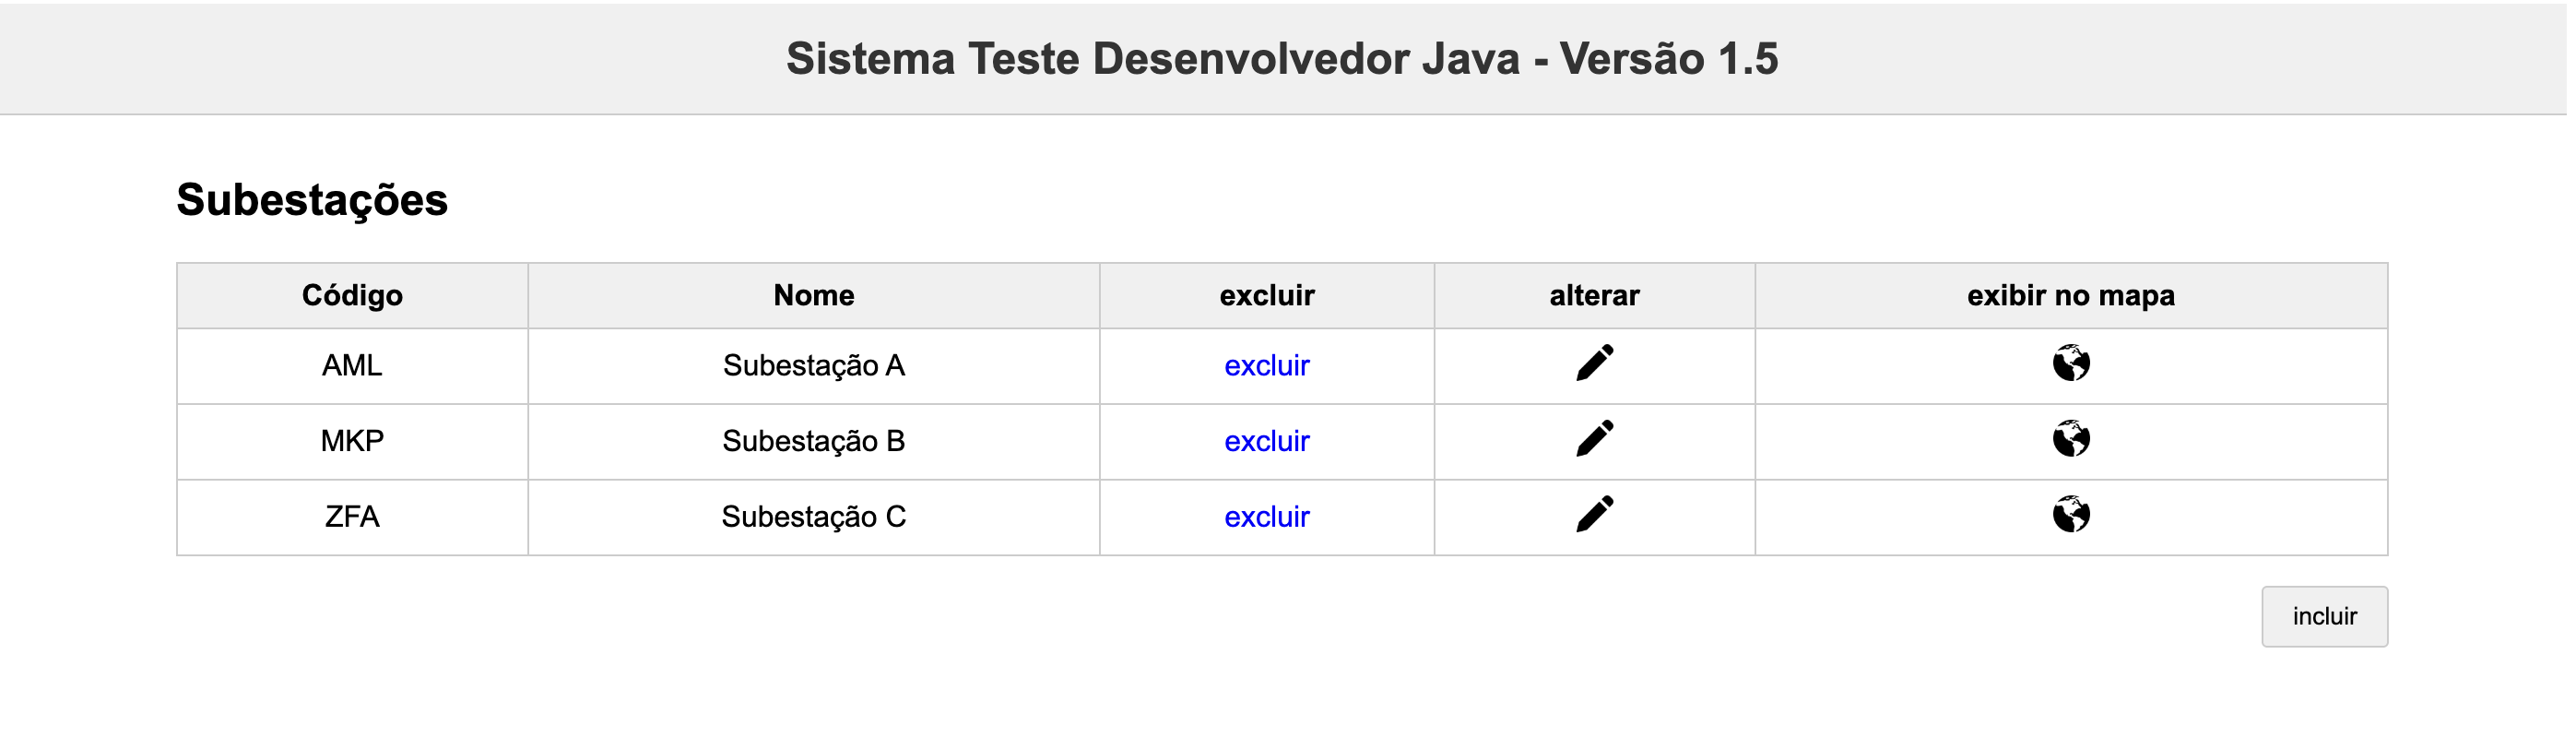 Sistema Teste Desenvolvedor Java - Versão 1.5
Subestações
Código Nome excluir alterar exibir no mapa
AML Subestação A excluir
MKP Subestação B excluir
ZFA Subestação C excluir
incluir